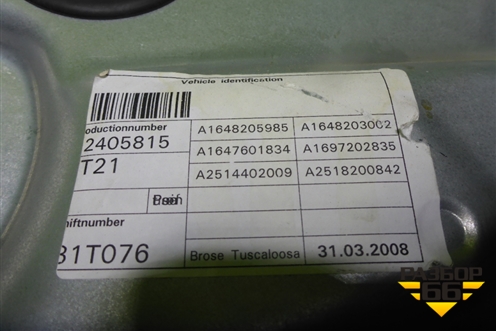 Vehicle identification
oductionnumber
2405815
T21
niftnumber
31T076
A1648205985 A1648203002
A1647601834 A1697202835
A2514402009 A2518200842
Brose Tuscaloosa 31.03.2008
РАЗБОР
66